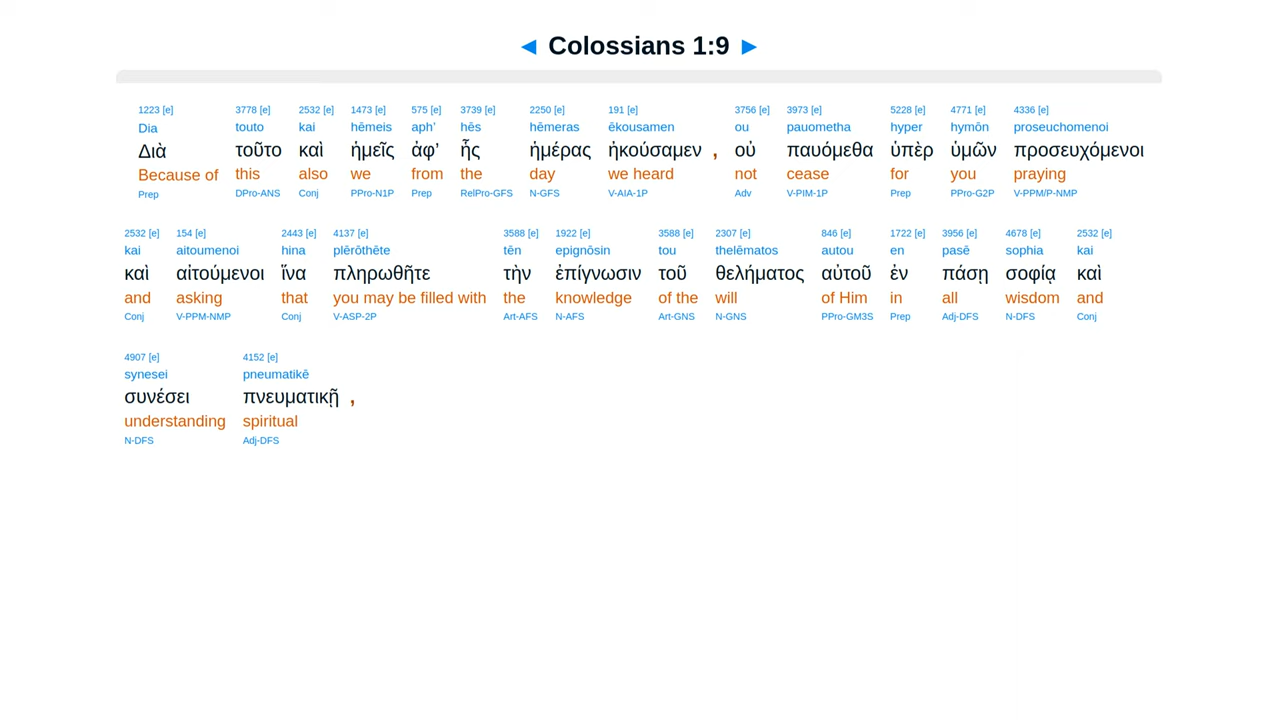 ◄ Colossians 1:9 ►
1223 [e] 3778 [e] 2532 [e] 1473 [e] 575 [e] 3739 [e] 2250 [e] 191 [e] 3756 [e] 3973 [e] 5228 [e] 4771 [e] 4336 [e]
Dia touto kai hēmeis aph’ hēs hēmeras ēkousamen ou pauometha hyper hymōn proseuchomenoi
Διὰ τοῦτο καὶ ἡμεῖς ἀφ’ ἧς ἡμέρας ἠκούσαμεν , οὐ παυόμεθα ὑπὲρ ὑμῶν προσευχόμενοι
Because of this also we from the day we heard not cease for you praying
Prep DPro-ANS Conj PPro-N1P Prep RelPro-GFS N-GFS V-AIA-1P Adv V-PIM-1P Prep PPro-G2P V-PPM/P-NMP
2532 [e] 154 [e] 2443 [e] 4137 [e] 3588 [e] 1922 [e] 3588 [e] 2307 [e] 846 [e] 1722 [e] 3956 [e] 4678 [e] 2532 [e]
kai aitoumenoi hina plērōthēte tēn epignōsin tou thelēmatos autou en pasē sophia kai
καὶ αἰτούμενοι ἵνα πληρωθῆτε τὴν ἐπίγνωσιν τοῦ θελήματος αὐτοῦ ἐν πάσῃ σοφίᾳ καὶ
and asking that you may be filled with the knowledge of the will of Him in all wisdom and
Conj V-PPM-NMP Conj V-ASP-2P Art-AFS N-AFS Art-GNS N-GNS PPro-GM3S Prep Adj-DFS N-DFS Conj
4907 [e] 4152 [e]
synesei pneumatikē
συνέσει πνευματικῇ ,
understanding spiritual
N-DFS Adj-DFS